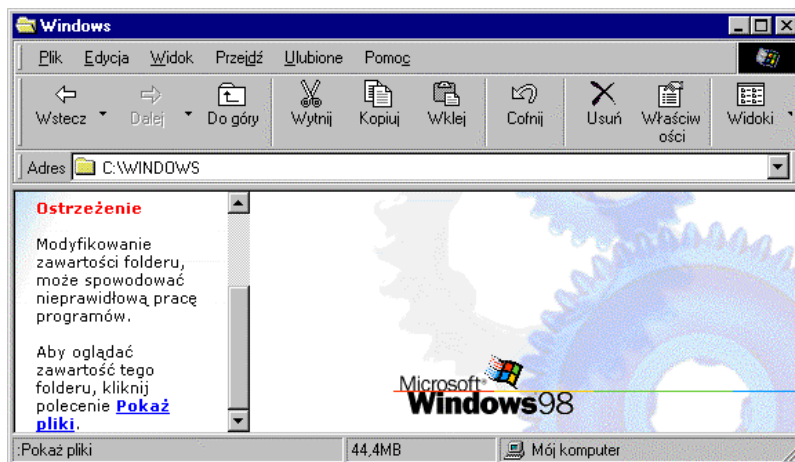 Windows
Plik Edycja Widok Przejdź Ulubione Pomoc
Wstecz Dalej Do góry Wytnij Kopiuj Wklej Cofnij Usuń Właściw Widoki
ości
Adres C:\WINDOWS
Ostrzeżenie
Modyfikowanie
zawartości folderu,
może spowodować
nieprawidłową pracę
programów.
Aby oglądać
zawartość tego
folderu, kliknij
polecenie Pokaż
pliki.
Microsoft
Windows98
:Pokaż pliki 44,4MB Mój komputer